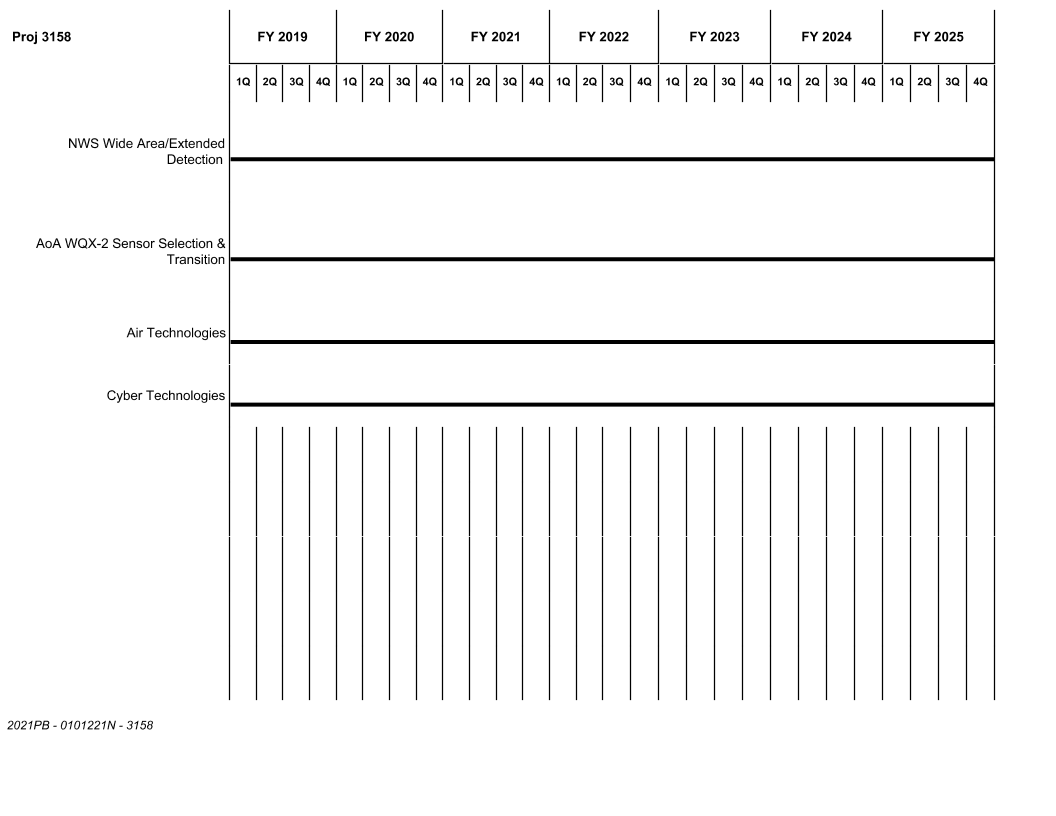 Proj 3158
FY 2019 FY 2020 FY 2021 FY 2022 FY 2023 FY 2024 FY 2025
1Q 2Q 3Q 4Q 1Q 2Q 3Q 4Q 1Q 2Q 3Q 4Q 1Q 2Q 3Q 4Q 1Q 2Q 3Q 4Q 1Q 2Q 3Q 4Q 1Q 2Q 3Q 4Q
NWS Wide Area/Extended
Detection
AoA WQX-2 Sensor Selection &
Transition
Air Technologies
Cyber Technologies
2021PB - 0101221N - 3158